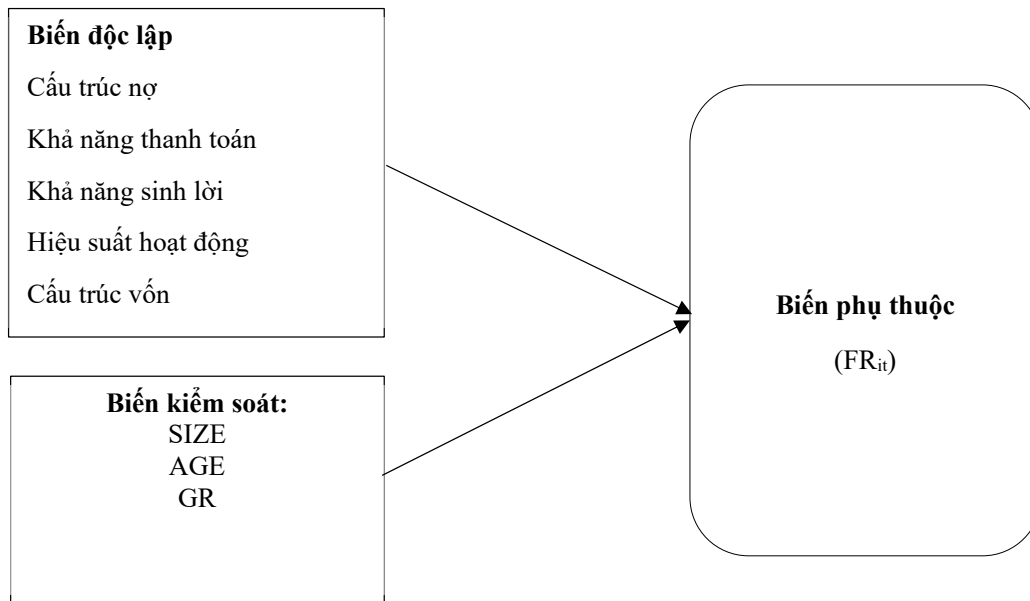 Biến độc lập
Cấu trúc nợ
Khả năng thanh toán
Khả năng sinh lời
Hiệu suất hoạt động
Cấu trúc vốn
Biến kiểm soát:
SIZE
AGE
GR
Biến phụ thuộc
(FRit)